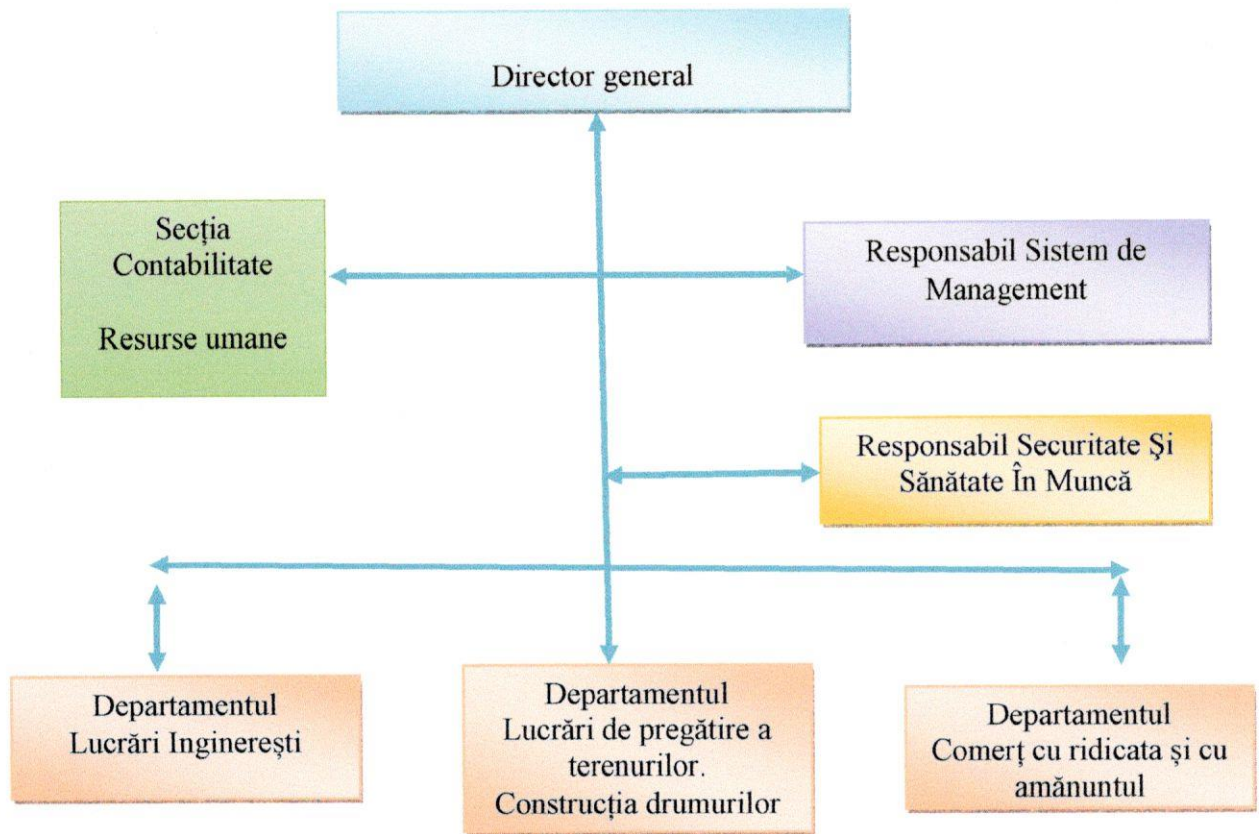 Director general
Secția
Contabilitate
Resurse umane
Responsabil Sistem de
Management
Responsabil Securitate Şi
Sănătate În Muncă
Departamentul
Lucrări Inginerești
Departamentul
Lucrări de pregătire a
terenurilor.
Construcția drumurilor
Departamentul
Comerț cu ridicata și cu
amănuntul